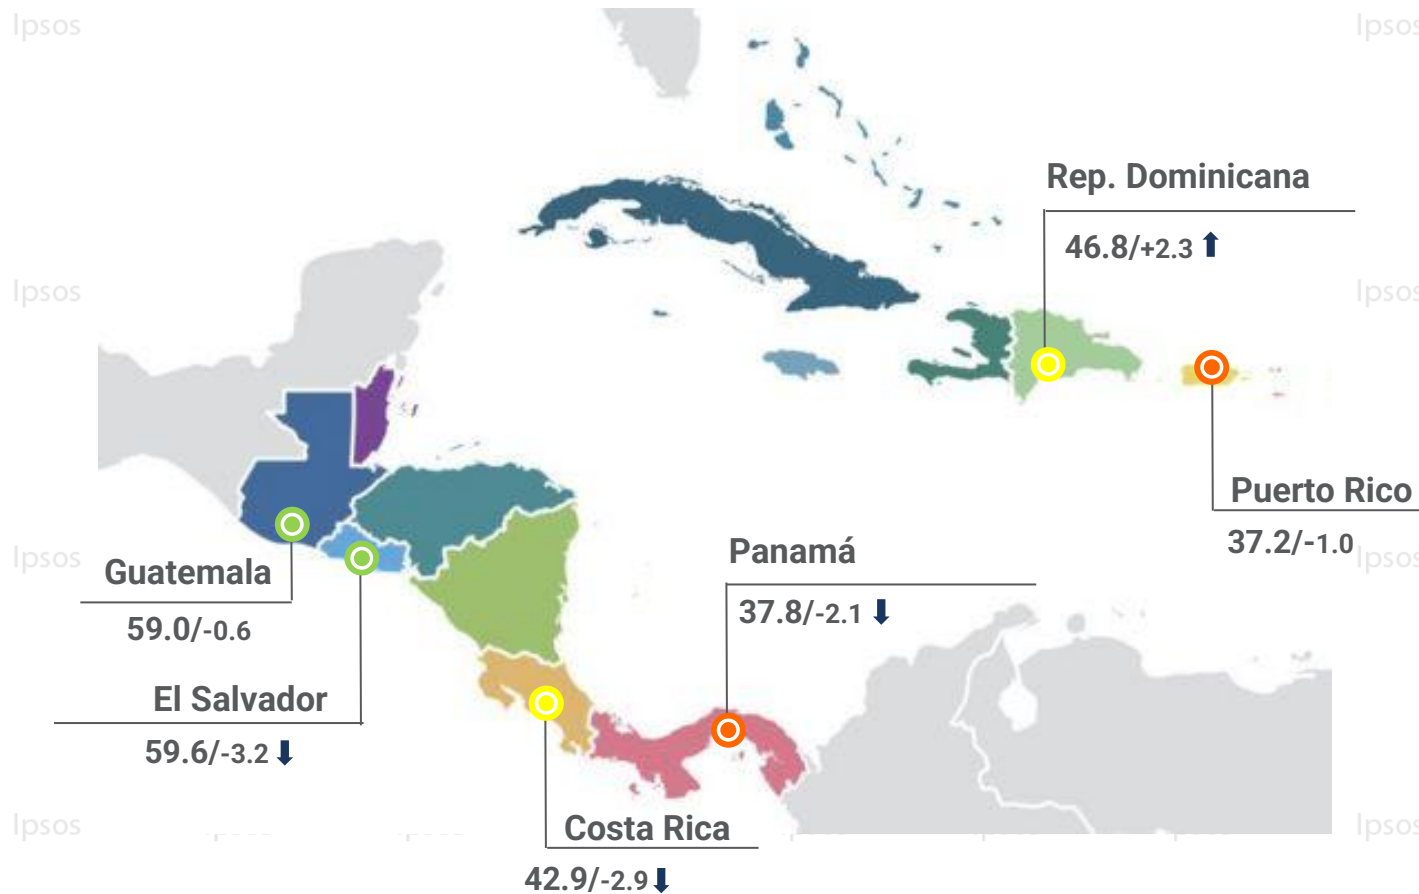 Ipsos
Ipsos
Rep. Dominicana
46.8/+2.3
Ipsos
Ipsos
Puerto Rico
37.2/-1.0
Panamá
37.8/-2.1
Ipsos
Ipsos
Guatemala
59.0/-0.6
El Salvador
59.6/-3.2
Ipsos
Ipsos
Costa Rica
42.9/-2.9